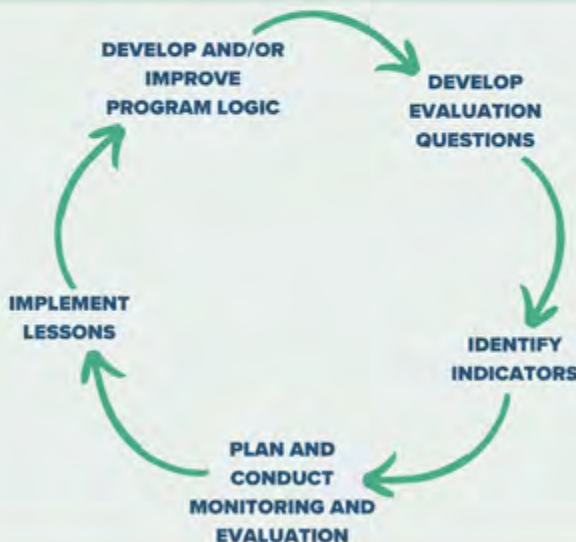 DEVELOP AND/OR
IMPROVE
PROGRAM LOGIC
DEVELOP
EVALUATION
QUESTIONS
IDENTIFY
INDICATORS
PLAN AND
CONDUCT
MONITORING AND
EVALUATION
IMPLEMENT
LESSONS